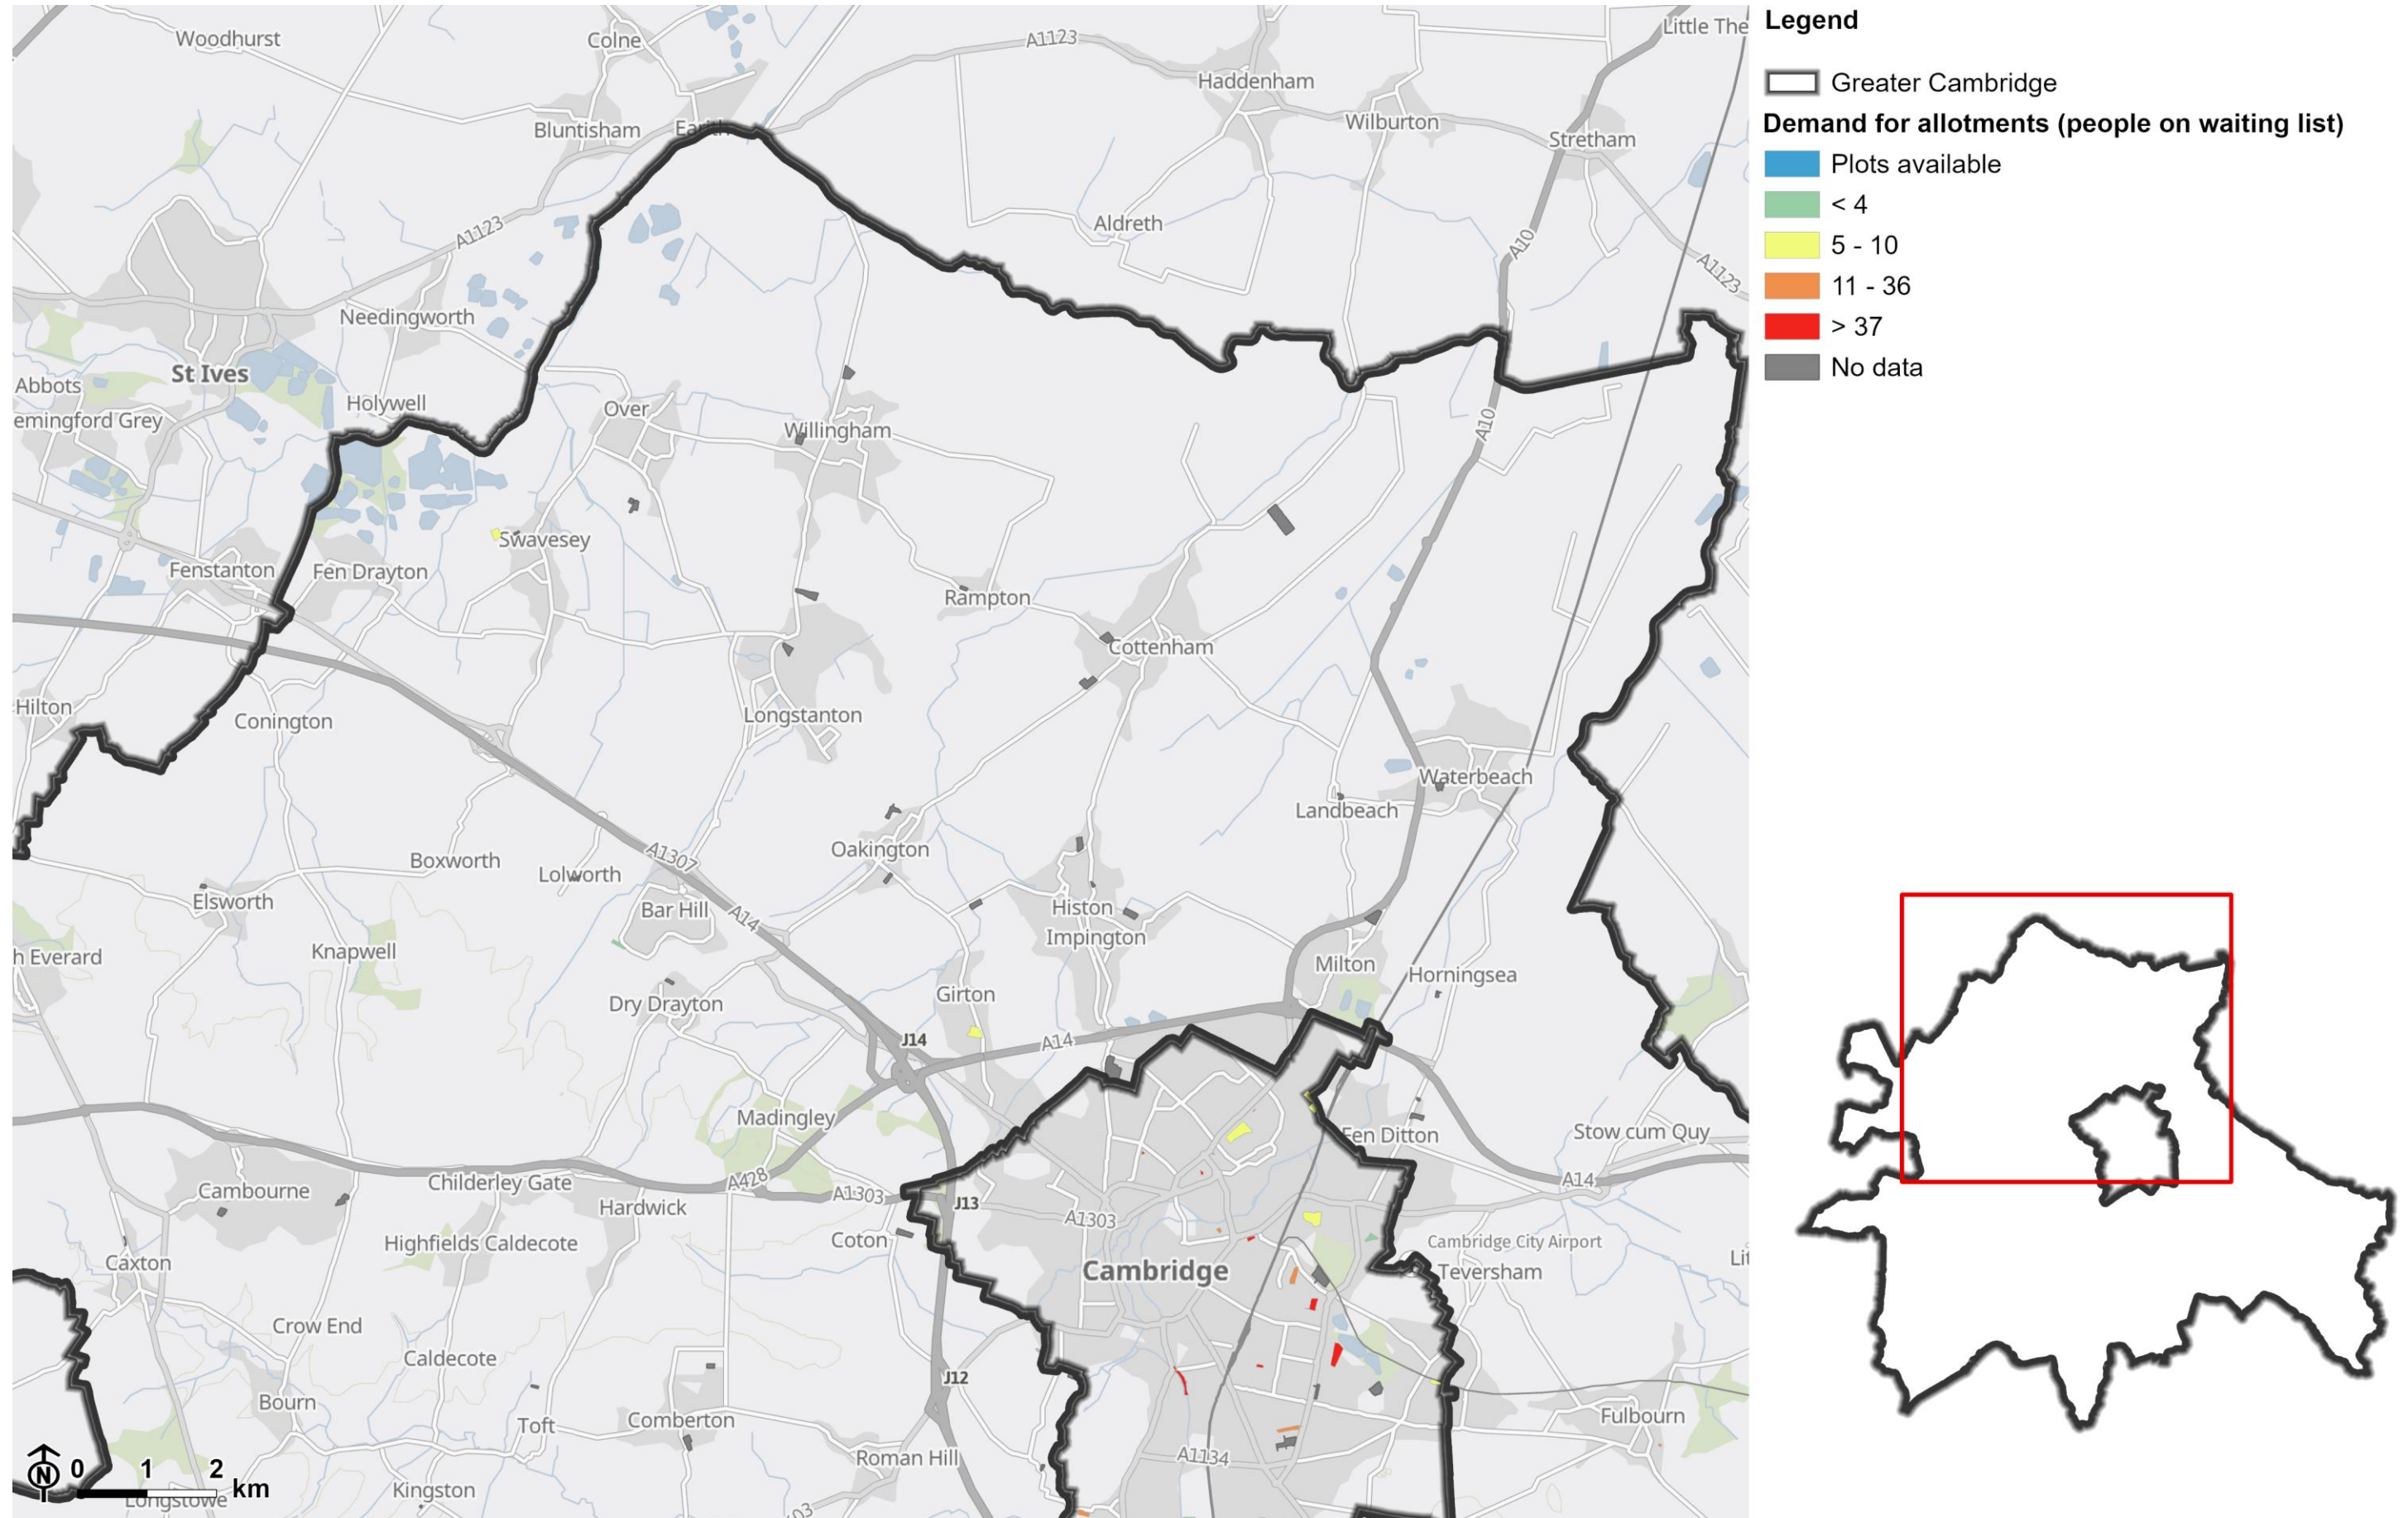 Woodhurst
Colne
A1123
Little The
Haddenham
Bluntisham
Earith
Wilburton
Stretham
A1123
Aldreth
A10
A1123
Needingworth
St Ives
Abbots
Holywell
emingford Grey
Over
Willingham
A10
Swavesey
Fenstanton
Fen Drayton
Rampton
Cottenham
Hilton
Conington
Longstanton
Waterbeach
Landbeach
Oakington
A1307
Boxworth
Lolworth
Elsworth
Bar Hill
A14
Histon
Impington
Knapwell
h Everard
Milton
Horningsea
Girton
Dry Drayton
J14
A14
Madingley
Fen Ditton
Stow cum Quy
A428
Childerley Gate
Cambourne
A1303
J13
A14
Hardwick
A1303
Coton
Highfields Caldecote
Cambridge City Airport
Lit
Caxton
Cambridge
Teversham
Crow End
Caldecote
J12
Bourn
Toft
Comberton
Fulbourn
Roman Hill
A1134
Kingston
Longstowe
03
N
0 1 2 km
Legend
Greater Cambridge
Demand for allotments (people on waiting list)
Plots available
< 4
5 - 10
11 - 36
> 37
No data